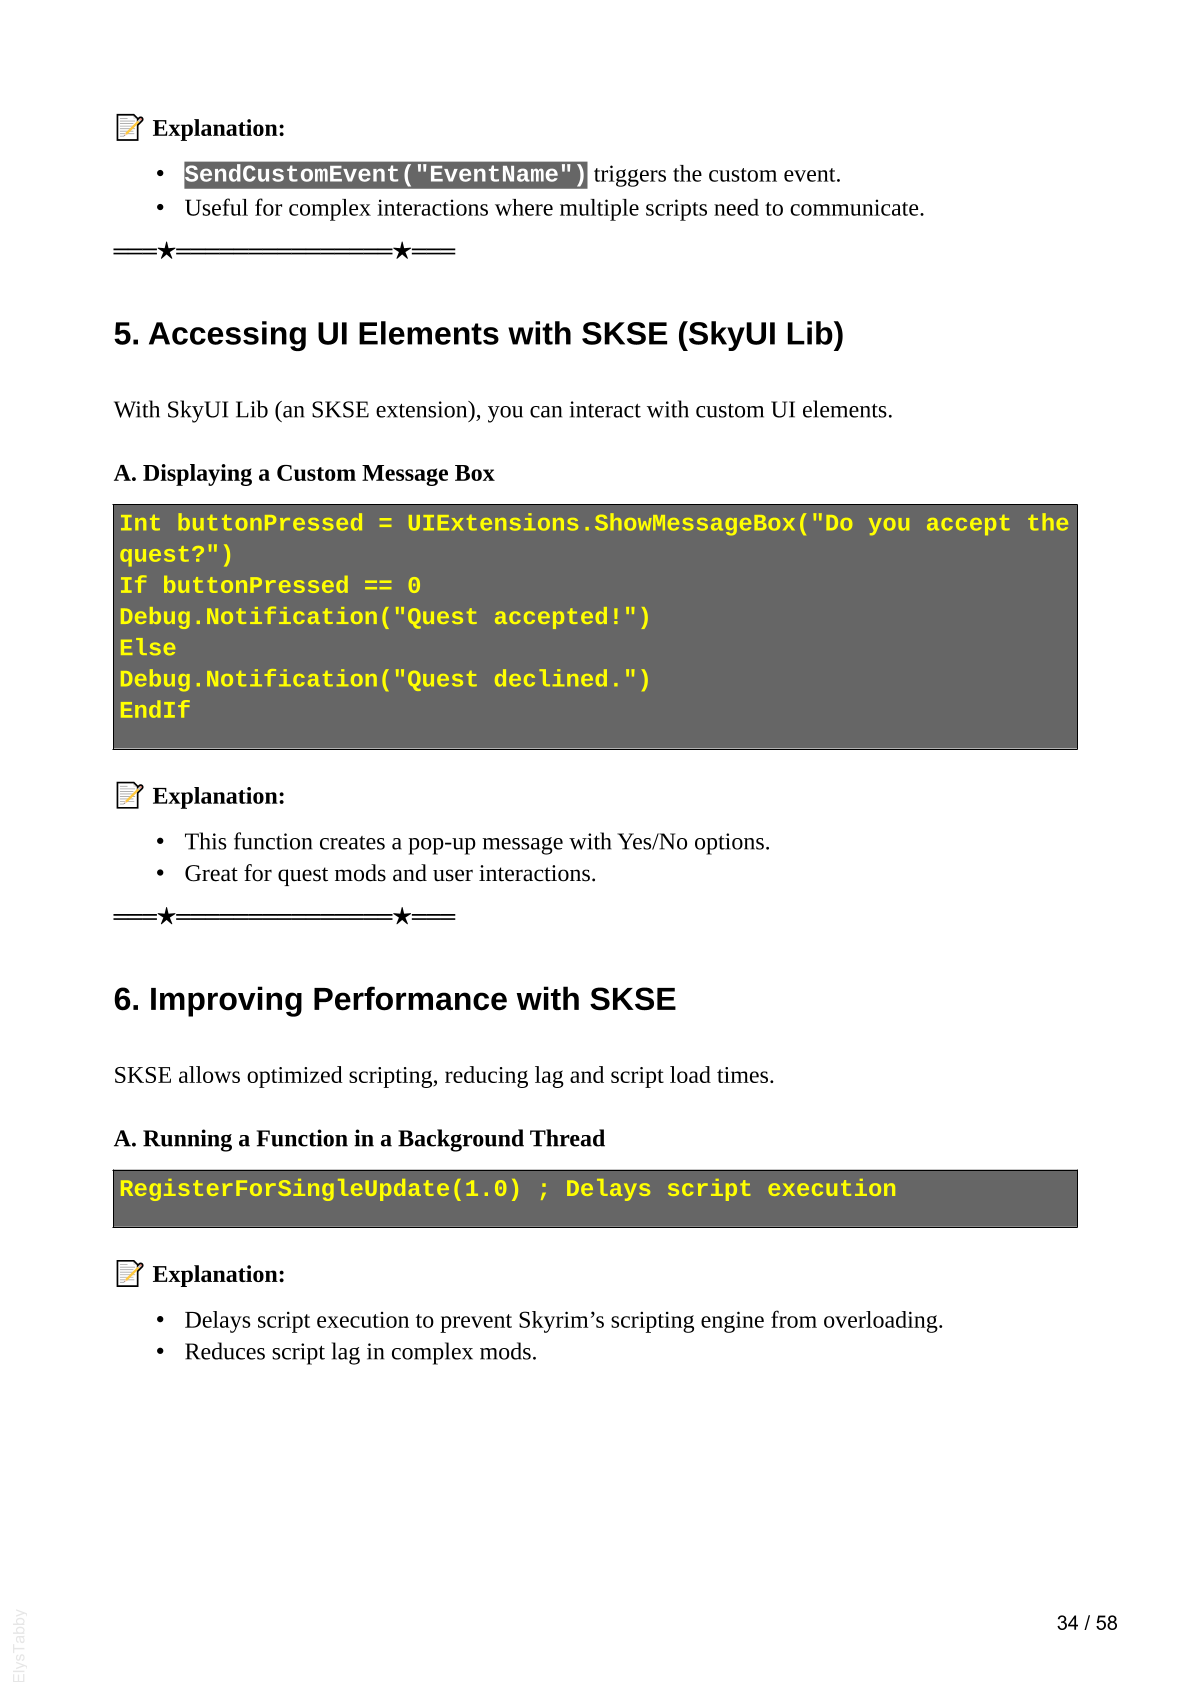 📝 Explanation:
• SendCustomEvent("EventName") triggers the custom event.
• Useful for complex interactions where multiple scripts need to communicate.
═══★═══════════════★═══
5. Accessing UI Elements with SKSE (SkyUI Lib)
With SkyUI Lib (an SKSE extension), you can interact with custom UI elements.
A. Displaying a Custom Message Box
Int buttonPressed = UIExtensions.ShowMessageBox("Do you accept the
quest?")
If buttonPressed == 0
Debug.Notification("Quest accepted!")
Else
Debug.Notification("Quest declined.")
EndIf
📝 Explanation:
• This function creates a pop-up message with Yes/No options.
• Great for quest mods and user interactions.
═══★═══════════════★═══
6. Improving Performance with SKSE
SKSE allows optimized scripting, reducing lag and script load times.
A. Running a Function in a Background Thread
RegisterForSingleUpdate(1.0) ; Delays script execution
📝 Explanation:
• Delays script execution to prevent Skyrim’s scripting engine from overloading.
• Reduces script lag in complex mods.
34 / 58
ElysTabby